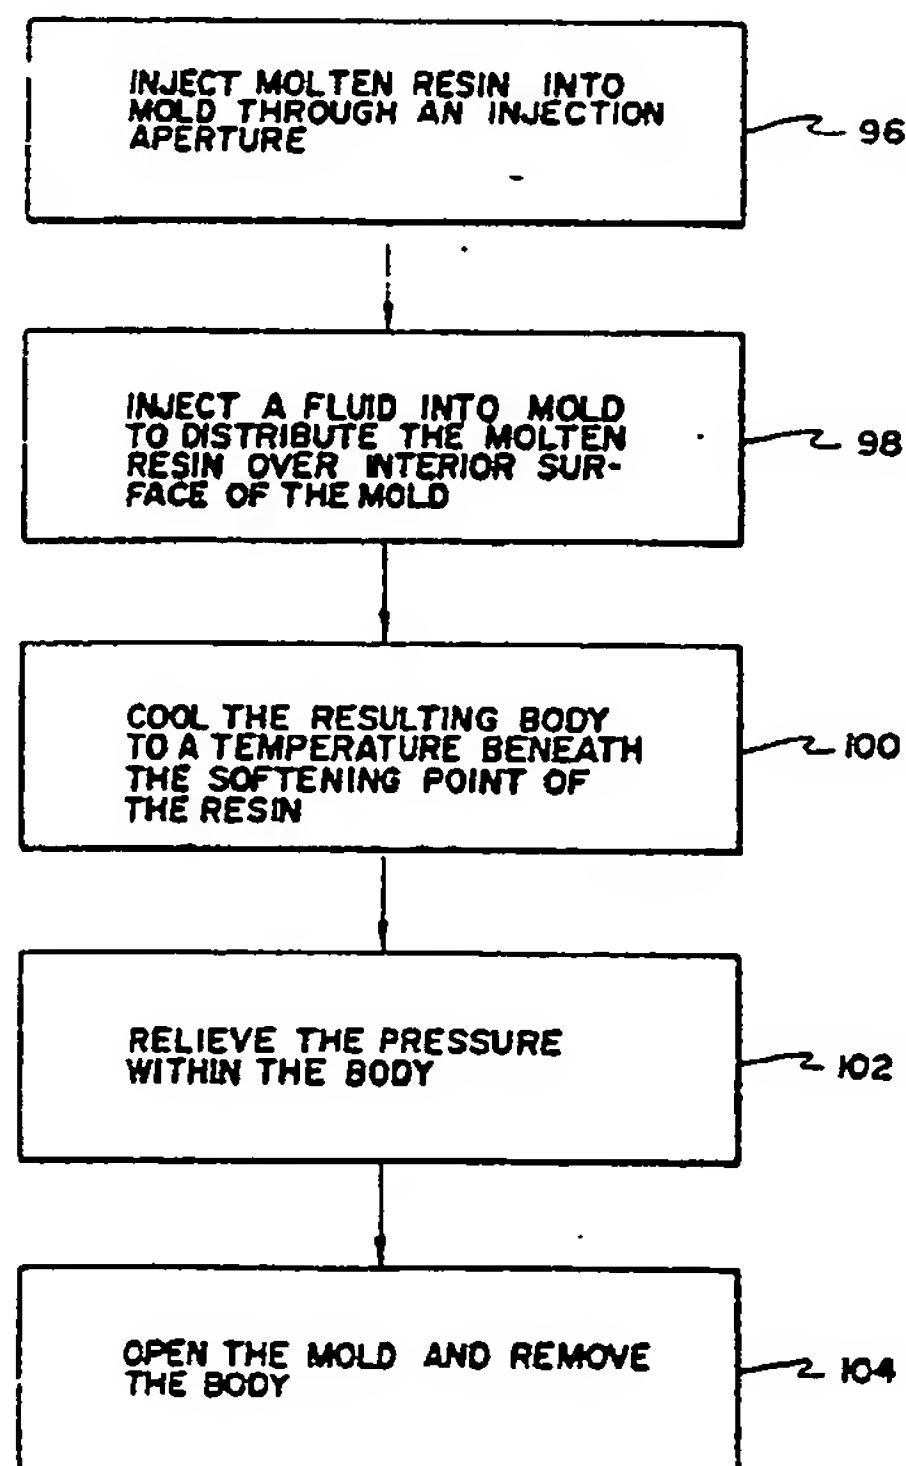 INJECT MOLTEN RESIN INTO
MOLD THROUGH AN INJECTION
APERTURE
96
INJECT A FLUID INTO MOLD
TO DISTRIBUTE THE MOLTEN
RESIN OVER INTERIOR SUR-
FACE OF THE MOLD
98
COOL THE RESULTING BODY
TO A TEMPERATURE BENEATH
THE SOFTENING POINT OF
THE RESIN
100
RELIEVE THE PRESSURE
WITHIN THE BODY
102
OPEN THE MOLD AND REMOVE
THE BODY
104